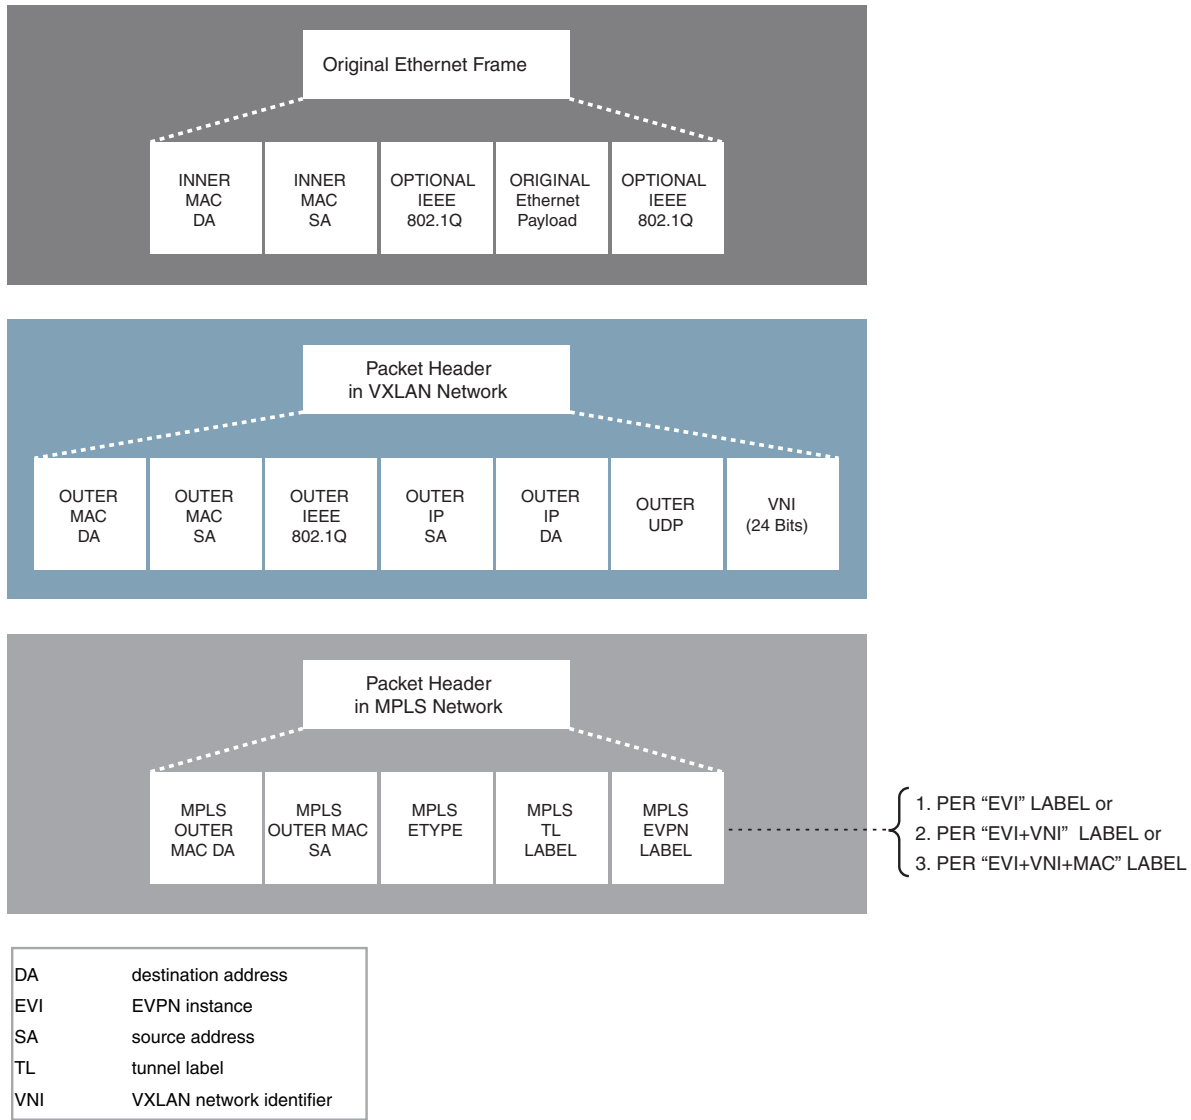 Original Ethernet Frame
INNER
MAC
DA
INNER
MAC
SA
OPTIONAL
IEEE
802.1Q
ORIGINAL
Ethernet
Payload
OPTIONAL
IEEE
802.1Q
Packet Header
in VXLAN Network
OUTER
MAC
DA
OUTER
MAC
SA
OUTER
IEEE
802.1Q
OUTER
IP
SA
OUTER
IP
DA
OUTER
UDP
VNI
(24 Bits)
Packet Header
in MPLS Network
MPLS
OUTER
MAC DA
MPLS
OUTER MAC
SA
MPLS
ETYPE
MPLS
TL
LABEL
MPLS
EVPN
LABEL
1. PER “EVI” LABEL or
2. PER “EVI+VNI” LABEL or
3. PER “EVI+VNI+MAC” LABEL
DA destination address
EVI EVPN instance
SA source address
TL tunnel label
VNI VXLAN network identifier